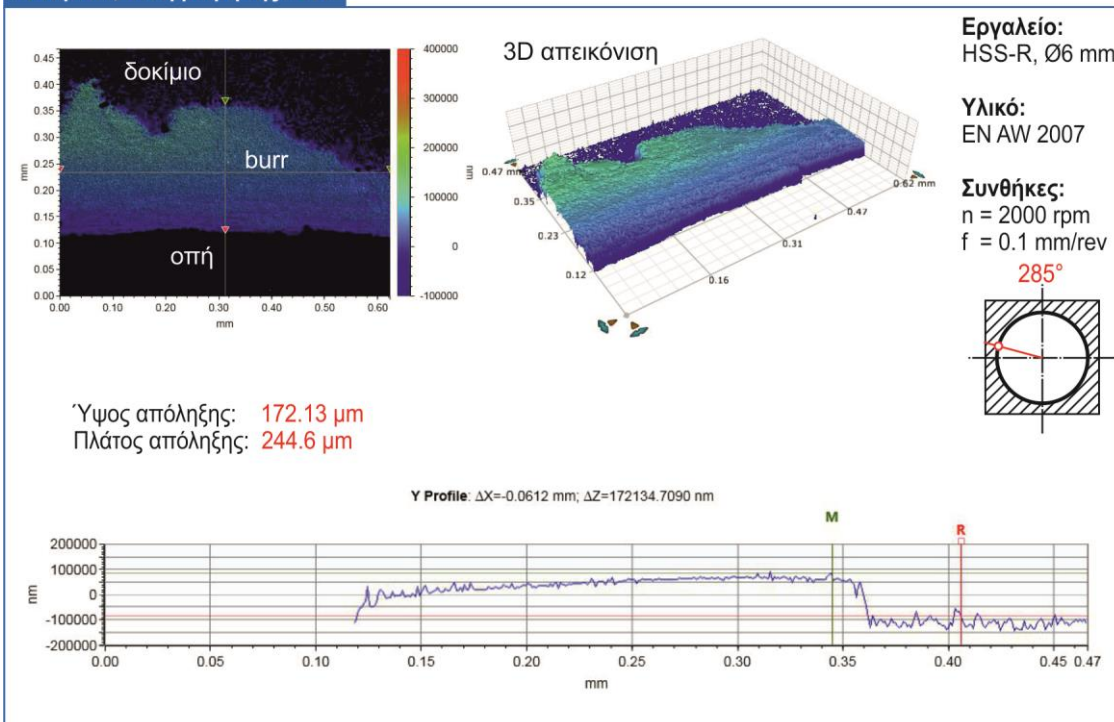 δοκίμιο
burr
οπή
0.45
0.40
0.35
0.30
0.25
0.20
0.15
0.10
0.05
0.00
mm
0.00 0.10 0.20 0.30 0.40 0.50
mm
400000
300000
200000
100000
0
-100000
nm
3D απεικόνιση
0.47 mm
0.35
0.23
0.12
0.16
0.31
0.47
0.62 mm
Εργαλείο:
HSS-R, Ø6 mm
Υλικό:
EN AW 2007
Συνθήκες:
n = 2000 rpm
f = 0.1 mm/rev
285°
Ύψος απόληξης: 172.13 μm
Πλάτος απόληξης: 244.6 μm
Y Profile: ΔX=-0.0612 mm; ΔZ=172134.7090 nm
M
R
200000
100000
0
-100000
-200000
nm
0.00 0.05 0.10 0.15 0.20 0.25 0.30 0.35 0.40 0.45 0.47
mm